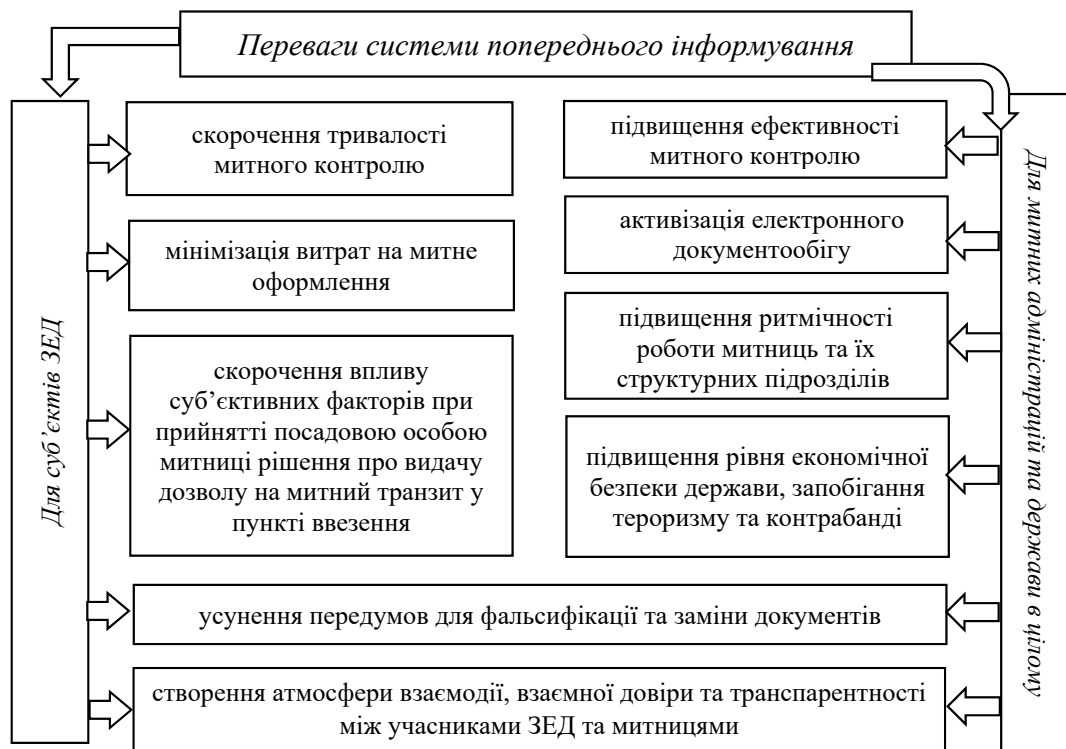 Переваги системи попереднього інформування
Для суб’єктів ЗЕД
скорочення тривалості
митного контролю
мінімізація витрат на митне
оформлення
скорочення впливу
суб’єктивних факторів при
прийнятті посадовою особою
митниці рішення про видачу
дозволу на митний транзит у
пункті ввезення
підвищення ефективності
митного контролю
активізація електронного
документообігу
підвищення ритмічності
роботи митниць та їх
структурних підрозділів
підвищення рівня економічної
безпеки держави, запобігання
тероризму та контрабанді
Для митних адміністрацій та держави в цілому
усунення передумов для фальсифікації та заміни документів
створення атмосфери взаємодії, взаємної довіри та транспарентності
між учасниками ЗЕД та митницями